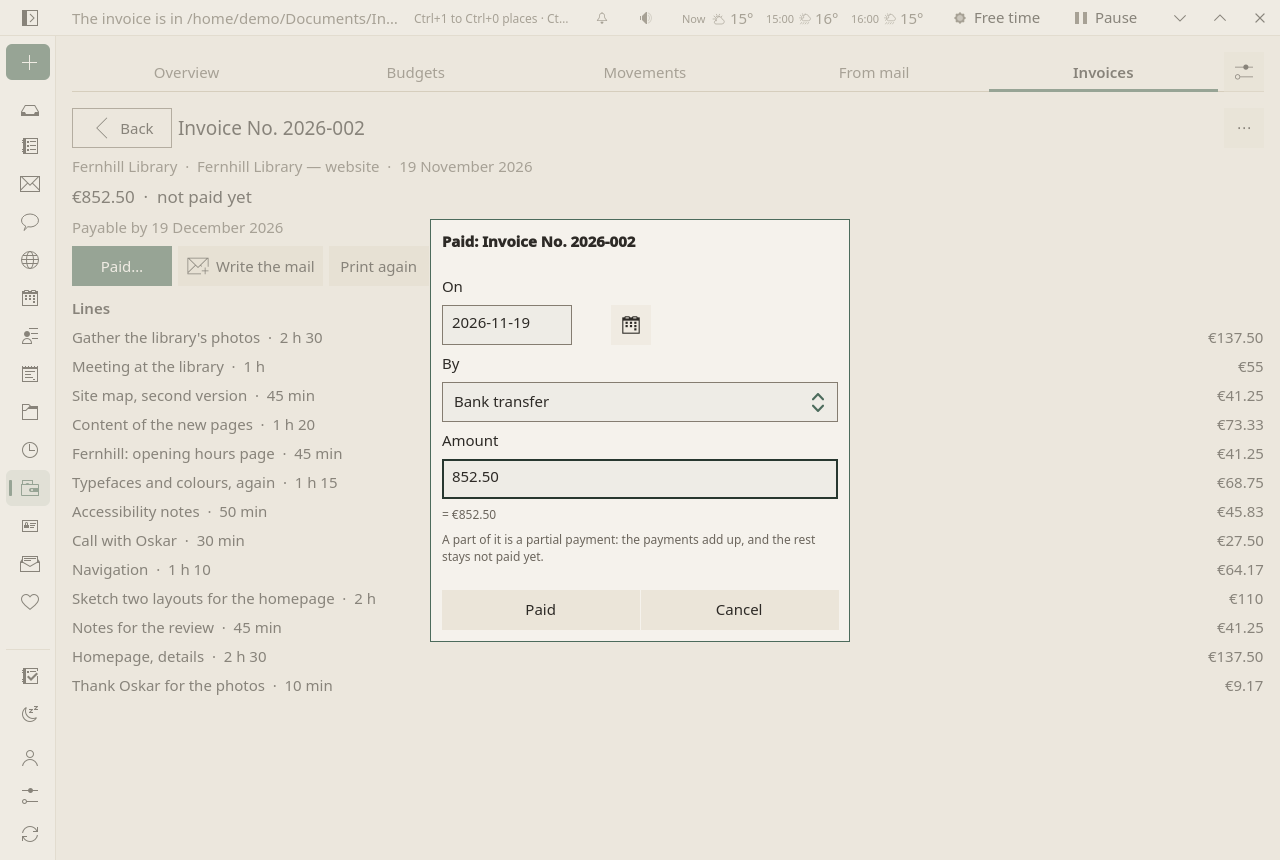 The invoice is in /home/demo/Documents/In...
Ctrl+1 to Ctrl+0 places · Ct...
Now 15° 15:00 16° 16:00 15°
Free time
Pause
Overview
Budgets
Movements
From mail
Invoices
Back
Invoice No. 2026-002
...
Fernhill Library · Fernhill Library — website · 19 November 2026
€852.50 · not paid yet
Payable by 19 December 2026
Paid...
Write the mail
Print again
Lines
Gather the library's photos · 2 h 30 €137.50
Meeting at the library · 1 h €55
Site map, second version · 45 min €41.25
Content of the new pages · 1 h 20 €73.33
Fernhill: opening hours page · 45 min €41.25
Typefaces and colours, again · 1 h 15 €68.75
Accessibility notes · 50 min €45.83
Call with Oskar · 30 min €27.50
Navigation · 1 h 10 €64.17
Sketch two layouts for the homepage · 2 h €110
Notes for the review · 45 min €41.25
Homepage, details · 2 h 30 €137.50
Thank Oskar for the photos · 10 min €9.17
Paid: Invoice No. 2026-002
On
2026-11-19
By
Bank transfer
Amount
852.50
= €852.50
A part of it is a partial payment: the payments add up, and the rest
stays not paid yet.
Paid
Cancel